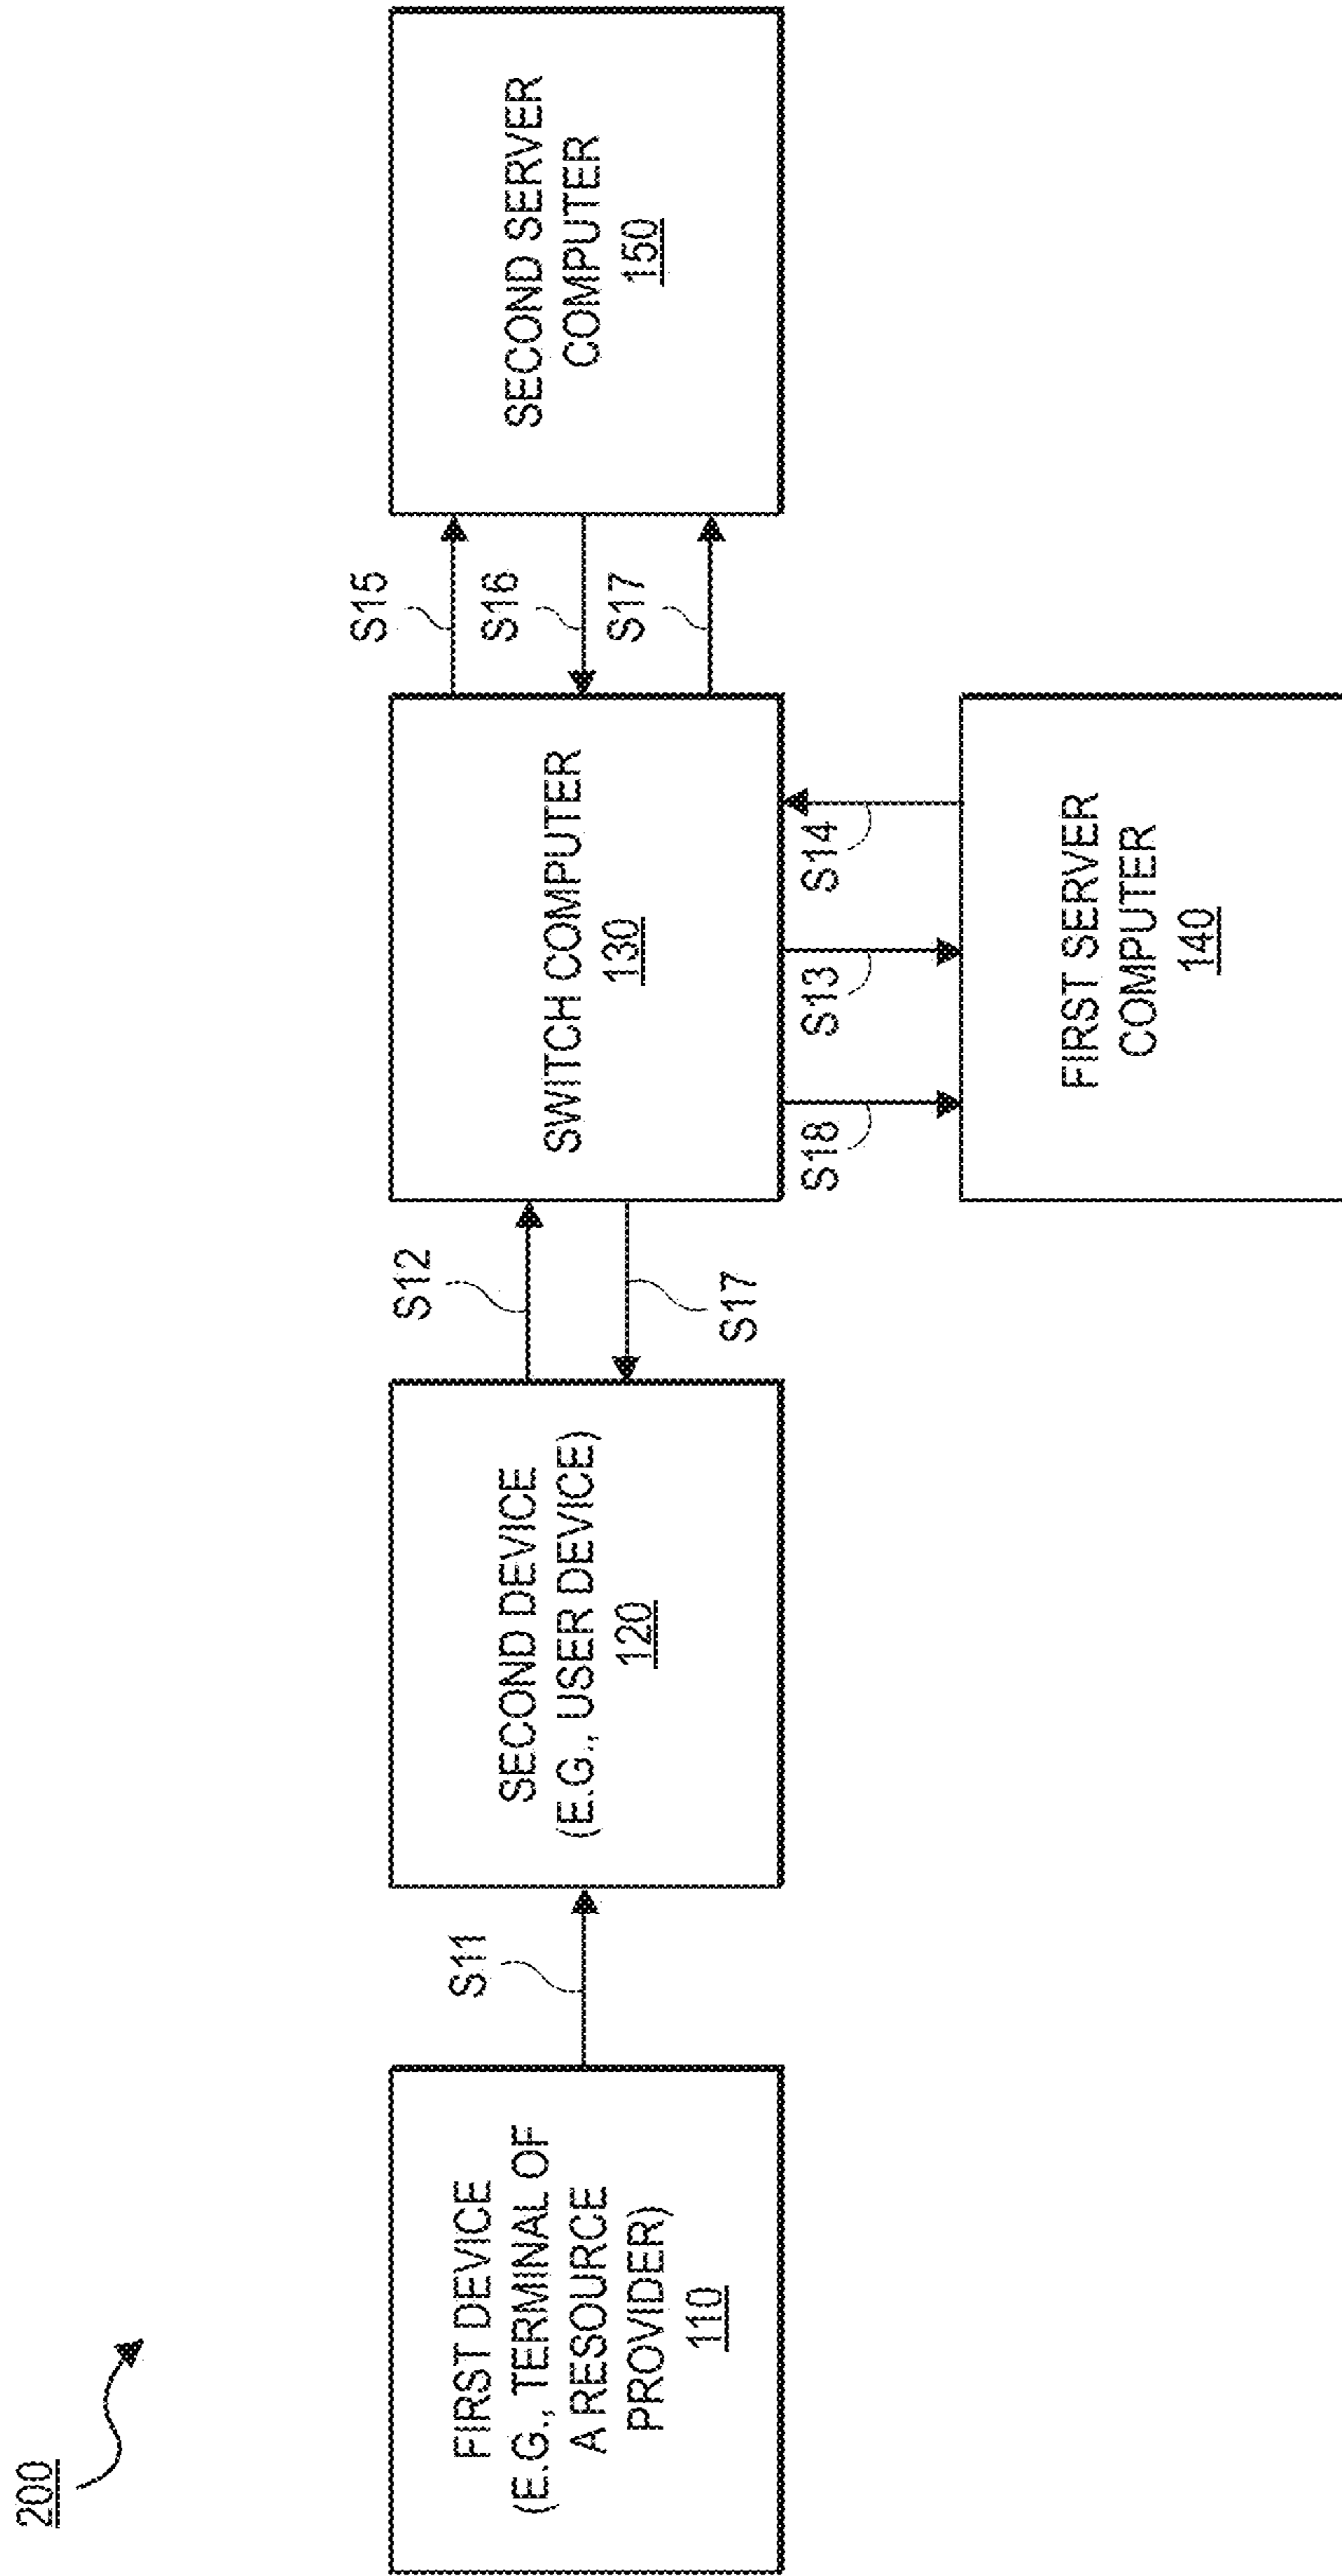 200
FIRST DEVICE
(E.G., TERMINAL OF
A RESOURCE
PROVIDER)
110
S11
SECOND DEVICE
(E.G., USER DEVICE)
120
S12
S17
SWITCH COMPUTER
130
S15
S16
S17
SECOND SERVER
COMPUTER
150
S18
S13
S14
FIRST SERVER
COMPUTER
140